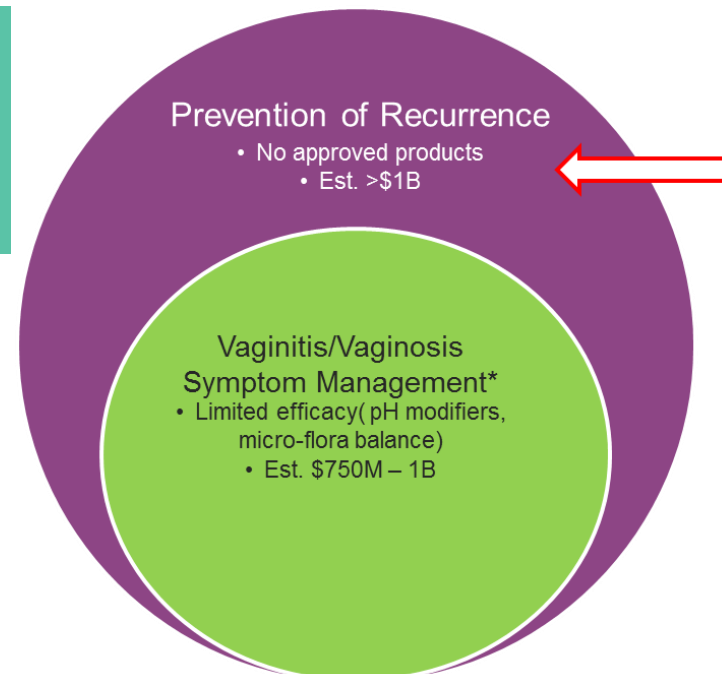 Prevention of Recurrence
• No approved products
• Est. >$1B
Vaginitis/Vaginosis
Symptom Management*
• Limited efficacy( pH modifiers,
micro-flora balance)
• Est. $750M – 1B